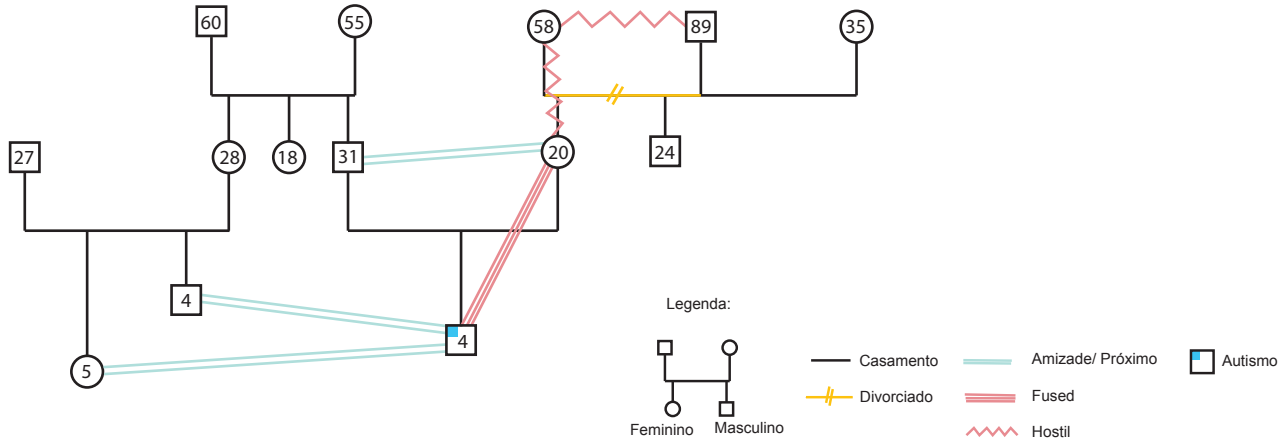 60
55
58
89
35
27
28
18
31
20
24
4
4
5
Legenda:
Casamento
Amizade/ Próximo
Autismo
Divorciado
Fused
Feminino
Masculino
Hostil